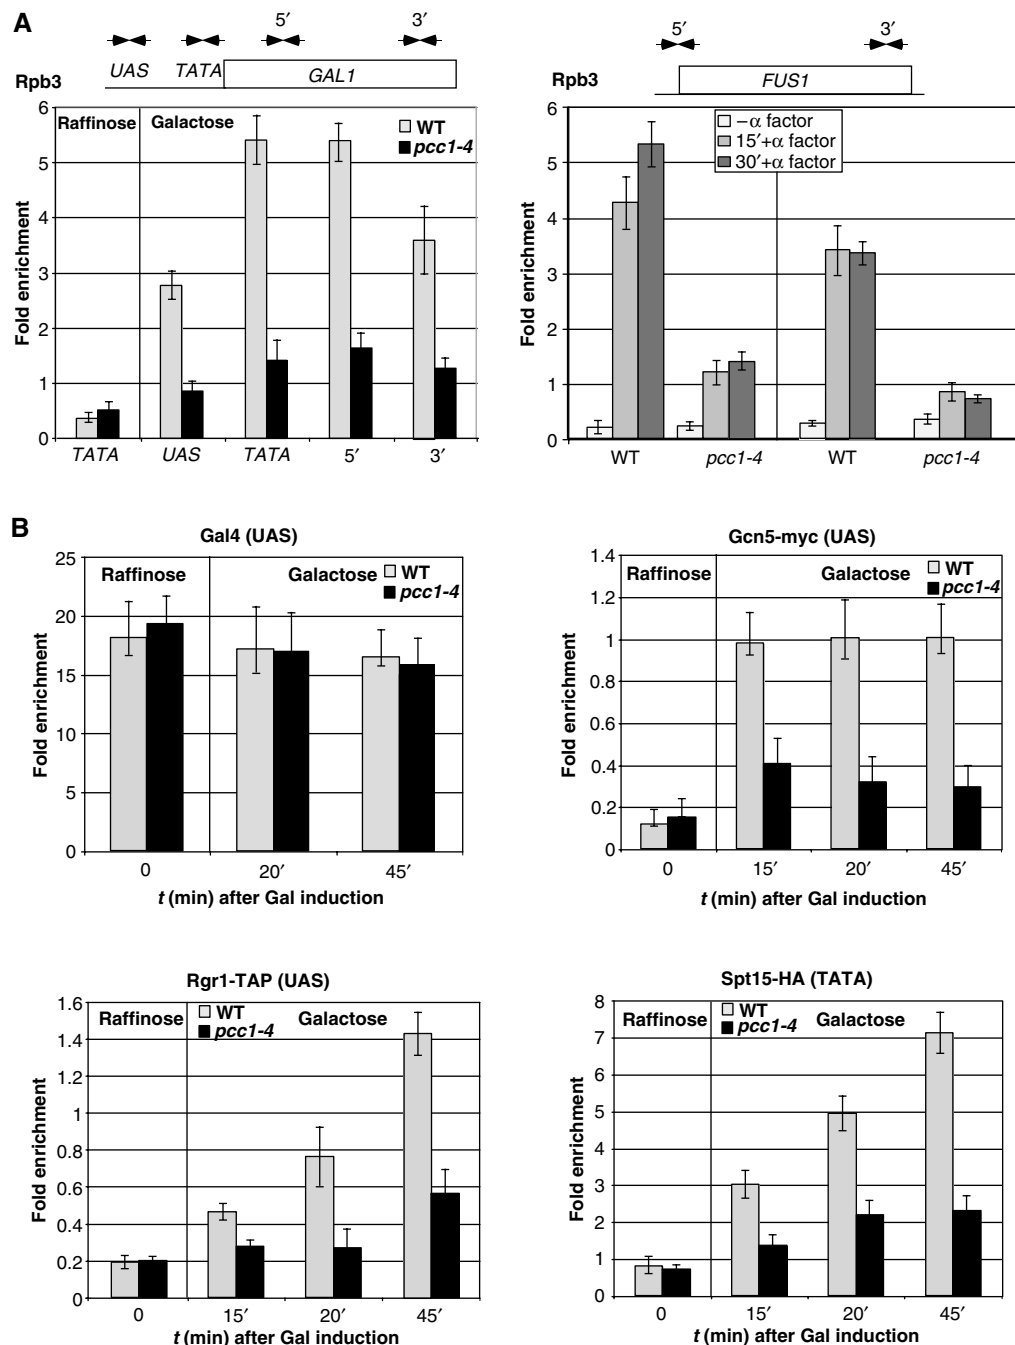 A
5′ 3′
UAS TATA GAL1
Rpb3
6
5
4
3
2
1
0
Fold enrichment
Raffinose Galactose
WT
pcc1-4
TATA UAS TATA 5′ 3′
5′ 3′
Rpb3 FUS1
6
5
4
3
2
1
0
Fold enrichment
−α factor
15′+α factor
30′+α factor
WT pcc1-4 WT pcc1-4
B
Gal4 (UAS)
25
20
15
10
5
0
Fold enrichment
Raffinose Galactose
WT
pcc1-4
0 20′ 45′
t (min) after Gal induction
Gcn5-myc (UAS)
1.4
1.2
1
0.8
0.6
0.4
0.2
0
Fold enrichment
Raffinose Galactose
WT
pcc1-4
0 15′ 20′ 45′
t (min) after Gal induction
Rgr1-TAP (UAS)
1.6
1.4
1.2
1
0.8
0.6
0.4
0.2
0
Fold enrichment
Raffinose Galactose
WT
pcc1-4
0 15′ 20′ 45′
t (min) after Gal induction
Spt15-HA (TATA)
8
7
6
5
4
3
2
1
0
Fold enrichment
Raffinose Galactose
WT
pcc1-4
0 15′ 20′ 45′
t (min) after Gal induction